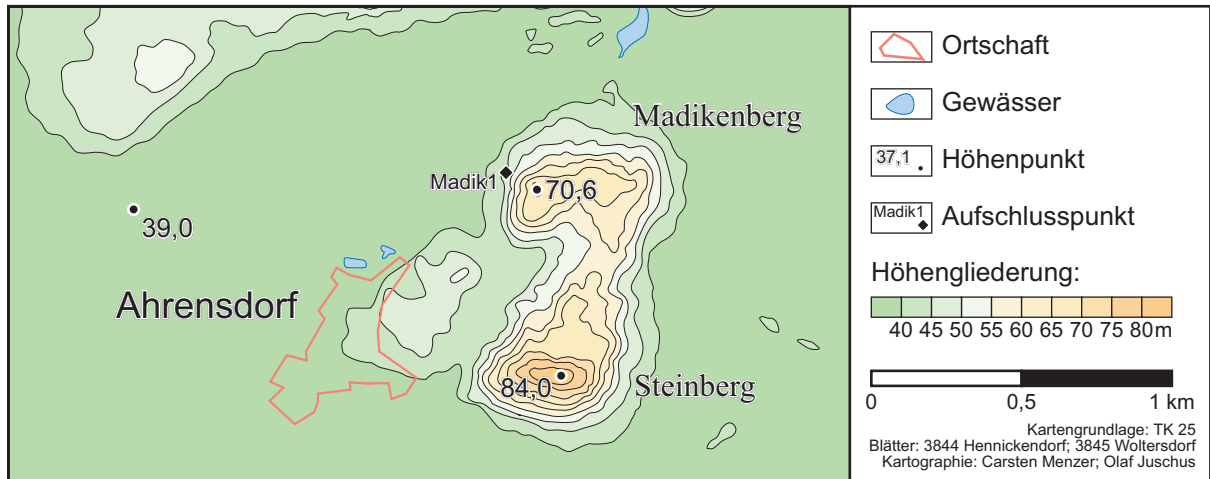 Madikenberg
Madik1
70,6
39,0
Ahrensdorf
84,0
Steinberg
Ortschaft
Gewässer
37,1 Höhenpunkt
Madik1 Aufschlusspunkt
Höhengliederung:
40 45 50 55 60 65 70 75 80 m
0 0,5 1 km
Kartengrundlage: TK 25
Blätter: 3844 Hennickendorf; 3845 Woltersdorf
Kartographie: Carsten Menzer; Olaf Juschus